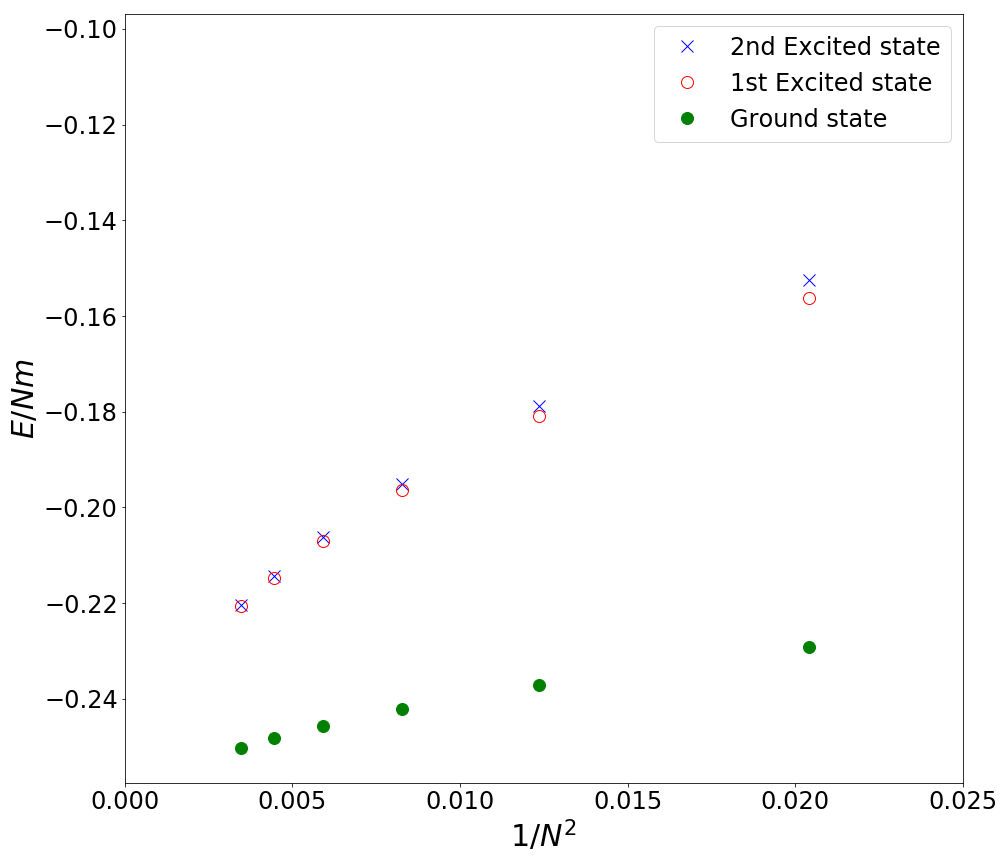 −0.10
−0.12
−0.14
−0.16
−0.18
−0.20
−0.22
−0.24
E/Nm
2nd Excited state
1st Excited state
Ground state
0.000 0.005 0.010 0.015 0.020 0.025
1/N²